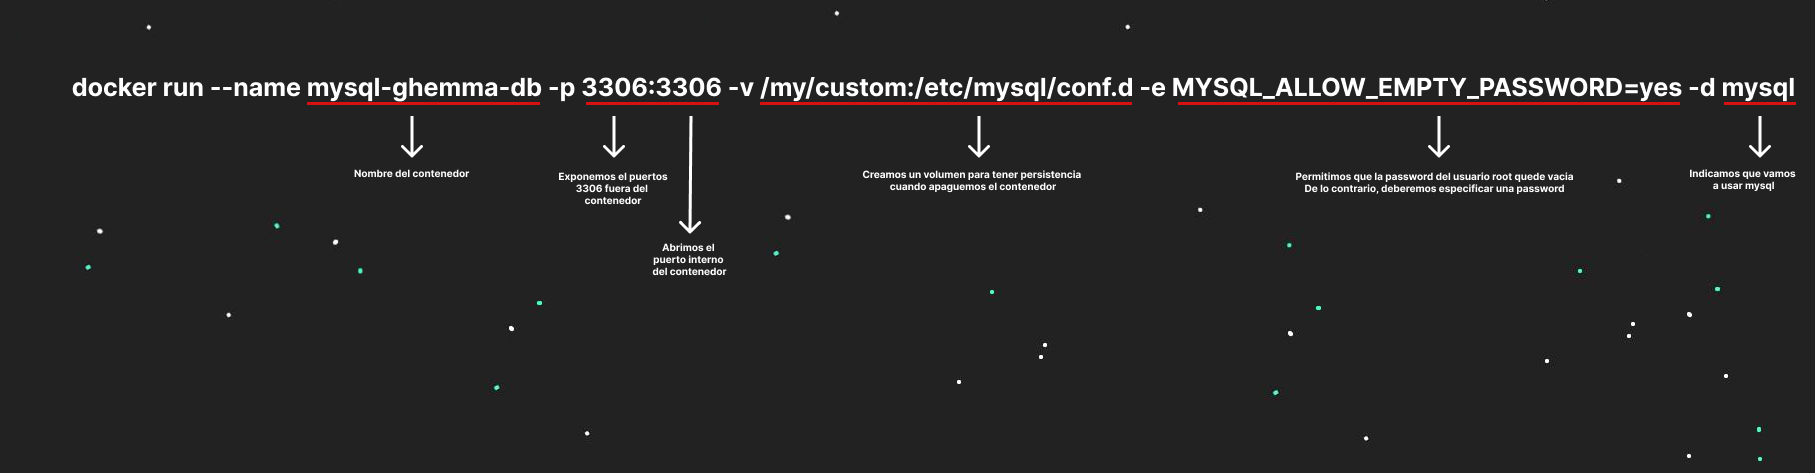 docker run --name mysql-ghemma-db -p 3306:3306 -v /my/custom:/etc/mysql/conf.d -e MYSQL_ALLOW_EMPTY_PASSWORD=yes -d mysql
Nombre del contenedor
Exponemos el puertos
3306 fuera del
contenedor
Abrimos el
puerto interno
del contenedor
Creamos un volumen para tener persistencia
cuando apaguemos el contenedor
Permitimos que la password del usuario root quede vacia
De lo contrario, deberemos especificar una password
Indicamos que vamos
a usar mysql